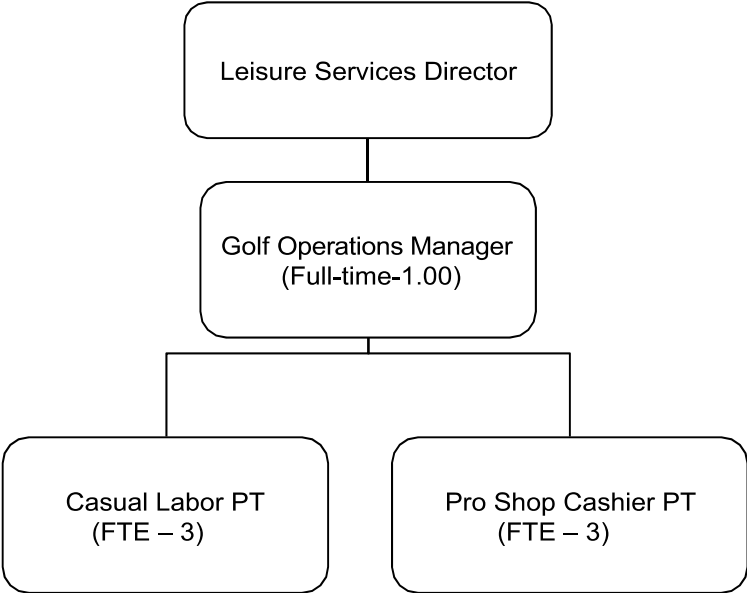 Leisure Services Director
Golf Operations Manager
(Full-time-1.00)
Casual Labor PT
(FTE – 3)
Pro Shop Cashier PT
(FTE – 3)